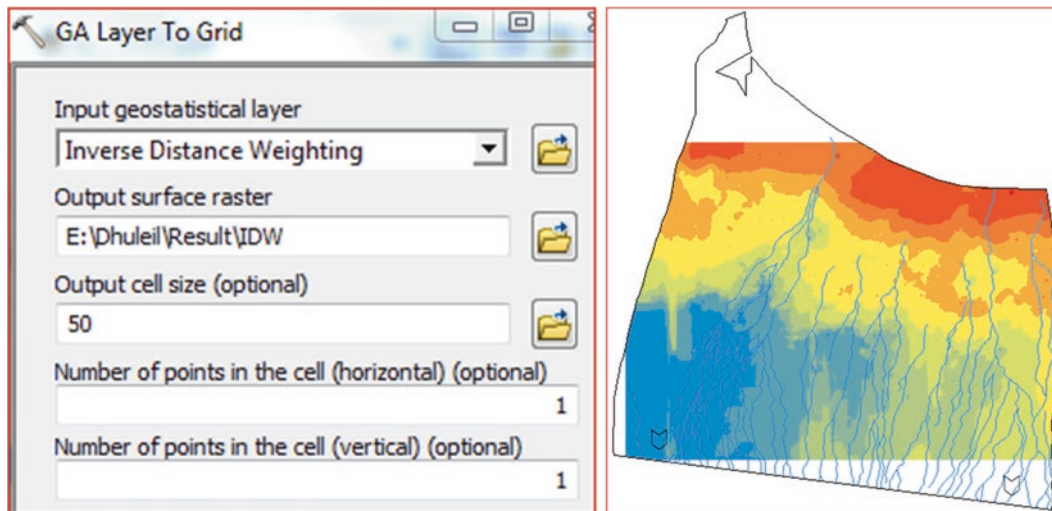 GA Layer To Grid
Input geostatistical layer
Inverse Distance Weighting
Output surface raster
E:\Dhuleil\Result\IDW
Output cell size (optional)
50
Number of points in the cell (horizontal) (optional)
1
Number of points in the cell (vertical) (optional)
1